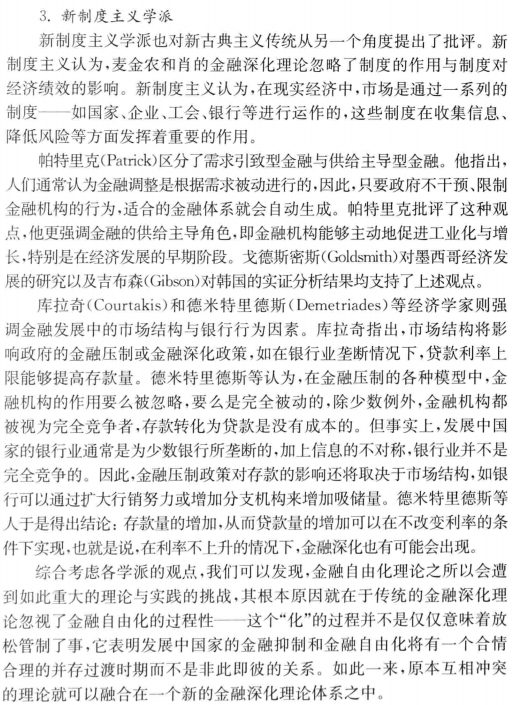 3. 新制度主义学派
新制度主义学派也对新古典主义传统从另一个角度提出了批评。新
制度主义认为,麦金农和肖的金融深化理论忽略了制度的作用与制度对
经济绩效的影响。新制度主义认为,在现实经济中,市场是通过一系列的
制度——如国家、企业、工会、银行等进行运作的,这些制度在收集信息、
降低风险等方面发挥着重要的作用。
帕特里克(Patrick)区分了需求引致型金融与供给主导型金融。他指出,
人们通常认为金融调整是根据需求被动进行的,因此,只要政府不干预、限制
金融机构的行为,适合的金融体系就会自动生成。帕特里克批评了这种观
点,他更强调金融的供给主导角色,即金融机构能够主动地促进工业化与增
长,特别是在经济发展的早期阶段。戈德斯密斯(Goldsmith)对墨西哥经济发
展的研究以及吉布森(Gibson)对韩国的实证分析结果均支持了上述观点。
库拉奇(Courtakis)和德米特里德斯(Demetriades)等经济学家则强
调金融发展中的市场结构与银行行为因素。库拉奇指出,市场结构将影
响政府的金融压制或金融深化政策,如在银行业垄断情况下,贷款利率上
限能够提高存款量。德米特里德斯等认为,在金融压制的各种模型中,金
融机构的作用要么被忽略,要么是完全被动的,除少数例外,金融机构都
被视为完全竞争者,存款转化为贷款是没有成本的。但事实上,发展中国
家的银行业通常是为少数银行所垄断的,加上信息的不对称,银行业并不是
完全竞争的。因此,金融压制政策对存款的影响还将取决于市场结构,如银
行可以通过扩大行销努力或增加分支机构来增加吸储量。德米特里德斯等
人于是得出结论:存款量的增加,从而贷款量的增加可以在不改变利率的条
件下实现,也就是说,在利率不上升的情况下,金融深化也有可能会出现。
综合考虑各学派的观点,我们可以发现,金融自由化理论之所以会遭
到如此重大的理论与实践的挑战,其根本原因就在于传统的金融深化理
论忽视了金融自由化的过程性——这个“化”的过程并不是仅仅意味着放
松管制了事,它表明发展中国家的金融抑制和金融自由化将有一个合情
合理的并存过渡时期而不是非此即彼的关系。如此一来,原本互相冲突
的理论就可以融合在一个新的金融深化理论体系之中。